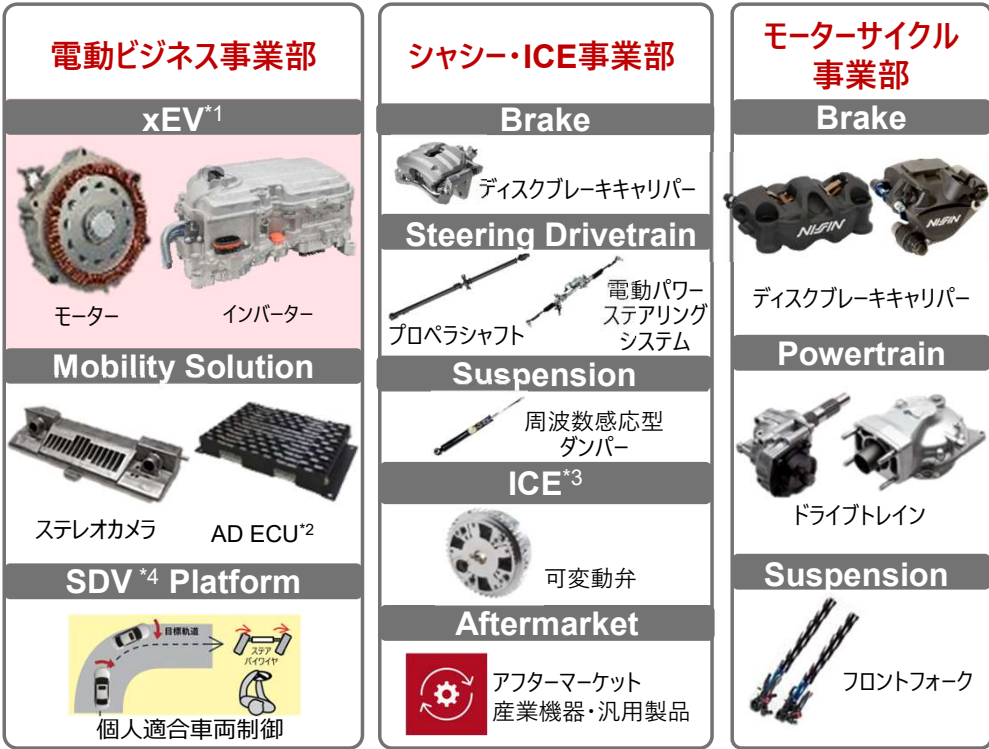 電動ビジネス事業部
xEV*1
モーター
インバーター
Mobility Solution
ステレオカメラ
AD ECU*2
SDV *4 Platform
目標軌道
ステア
バイワイヤ
個人適合車両制御
シャシー・ICE事業部
Brake
ディスクブレーキキャリパー
Steering Drivetrain
プロペラシャフト
電動パワー
ステアリング
システム
Suspension
周波数感応型
ダンパー
ICE*3
可変動弁
Aftermarket
アフターマーケット
産業機器・汎用製品
モーターサイクル
事業部
Brake
NISSIN
NISSIN
ディスクブレーキキャリパー
Powertrain
ドライブトレイン
Suspension
フロントフォーク